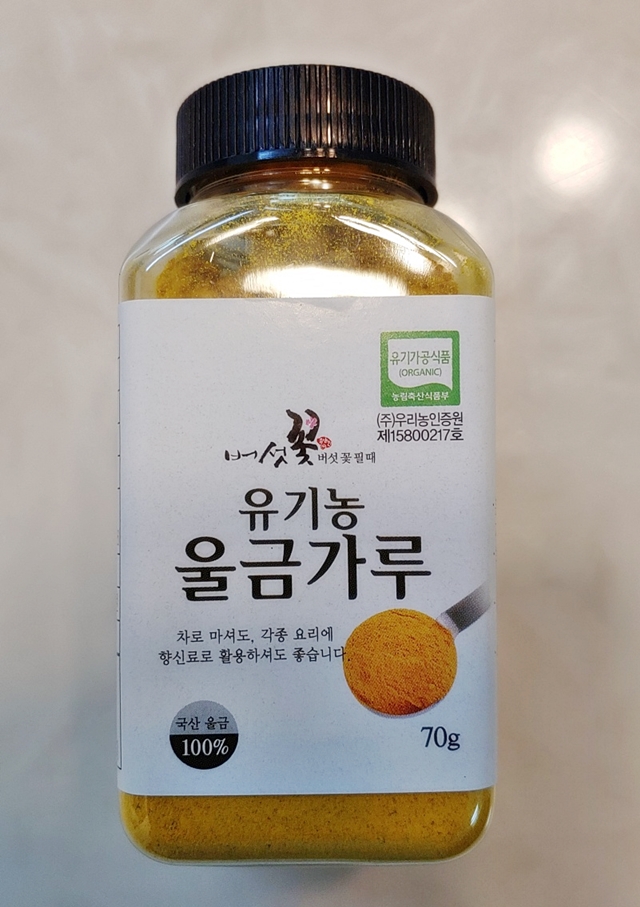 유기가공식품
(ORGANIC)
농림축산식품부
(주)우리농인증원
제15800217호
버섯꽃 버섯꽃필때
유기농
울금가루
차로 마셔도, 각종 요리에
향신료로 활용하셔도 좋습니다.
국산 울금
100%
70g